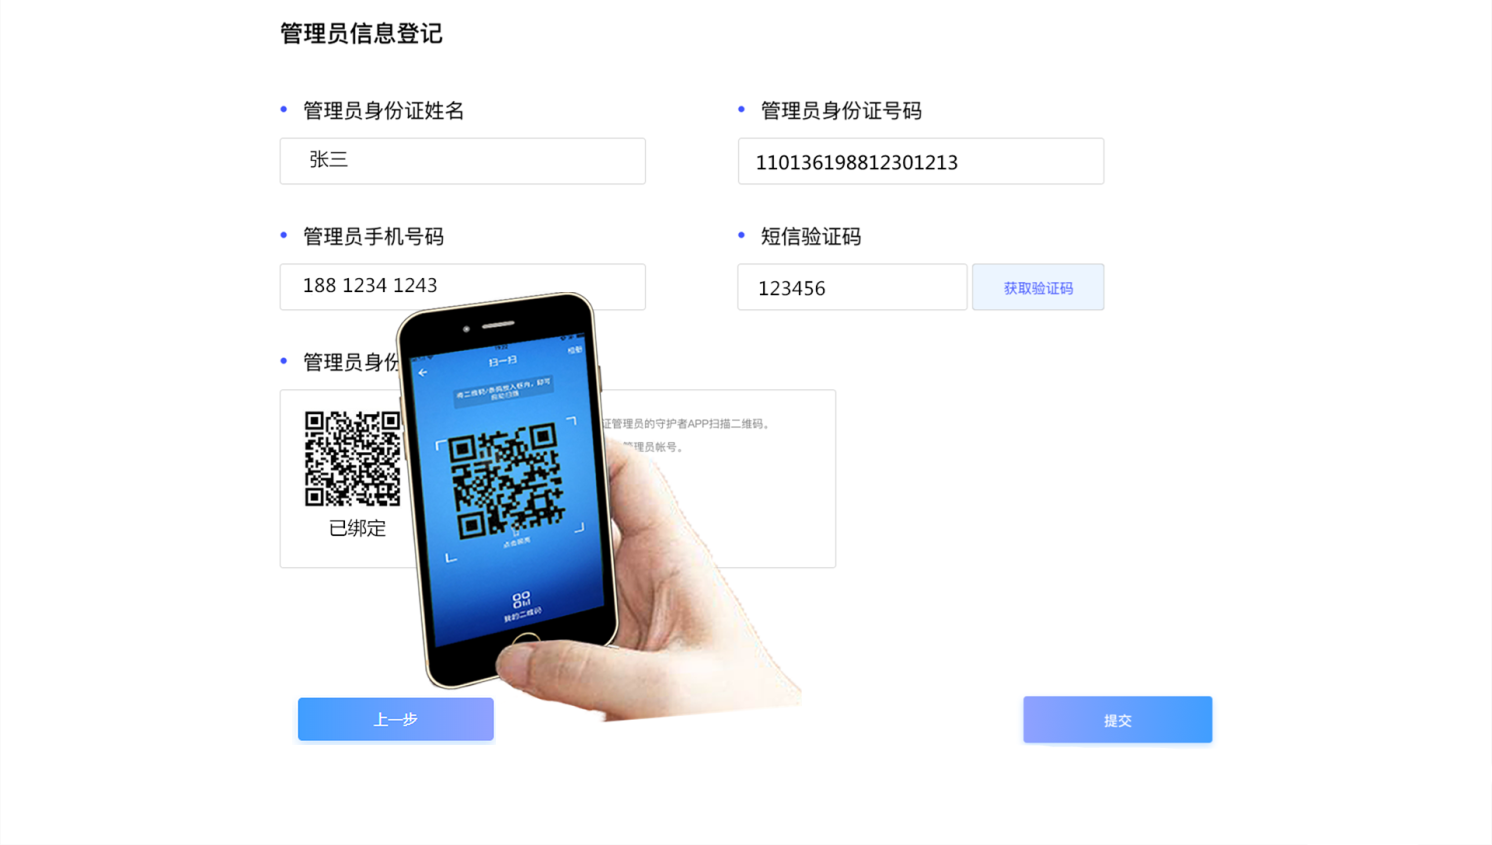 管理员信息登记
管理员身份证姓名
管理员身份证号码
张三
110136198812301213
管理员手机号码
短信验证码
188 1234 1243
123456
获取验证码
管理员身份
证管理员的守护者APP扫描二维码。
管理员帐号。
已绑定
扫一扫
相册
将二维码/条码放入框内，即可
自动扫描
点击照亮
我的二维码
上一步
提交